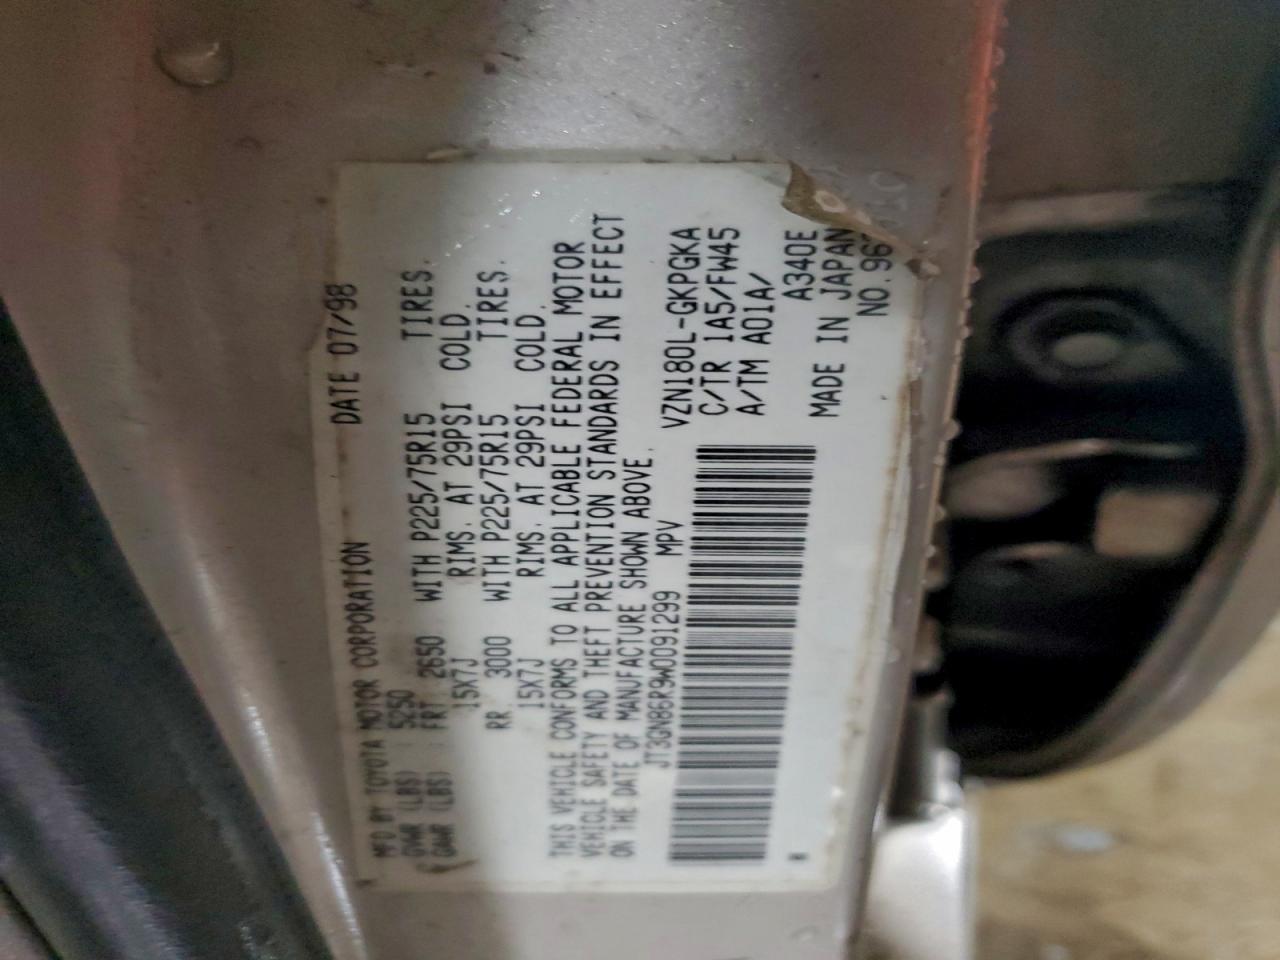 DATE 07/98
MFD BY TOYOTA MOTOR CORPORATION
GVWR (LBS) : 5250
GAWR (LBS) : FRT. 2650 WITH P225/75R15 TIRES.
15X7J RIMS. AT 29PSI COLD.
RR. 3000 WITH P225/75R15 TIRES.
15X7J RIMS. AT 29PSI COLD.
THIS VEHICLE CONFORMS TO ALL APPLICABLE FEDERAL MOTOR
VEHICLE SAFETY AND THEFT PREVENTION STANDARDS IN EFFECT
ON THE DATE OF MANUFACTURE SHOWN ABOVE.
JT3GN86R9W0091299 MPV
VZN180L-GKPGKA
C/TR 1A5/FW45
A/TM A01A/
A340E
MADE IN JAPAN
NO.